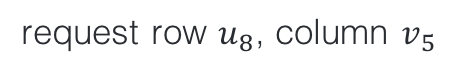 request row u₈, column v₅